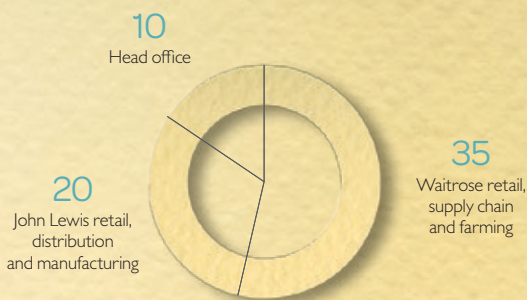 10
Head office
35
Waitrose retail,
supply chain
and farming
20
John Lewis retail,
distribution
and manufacturing